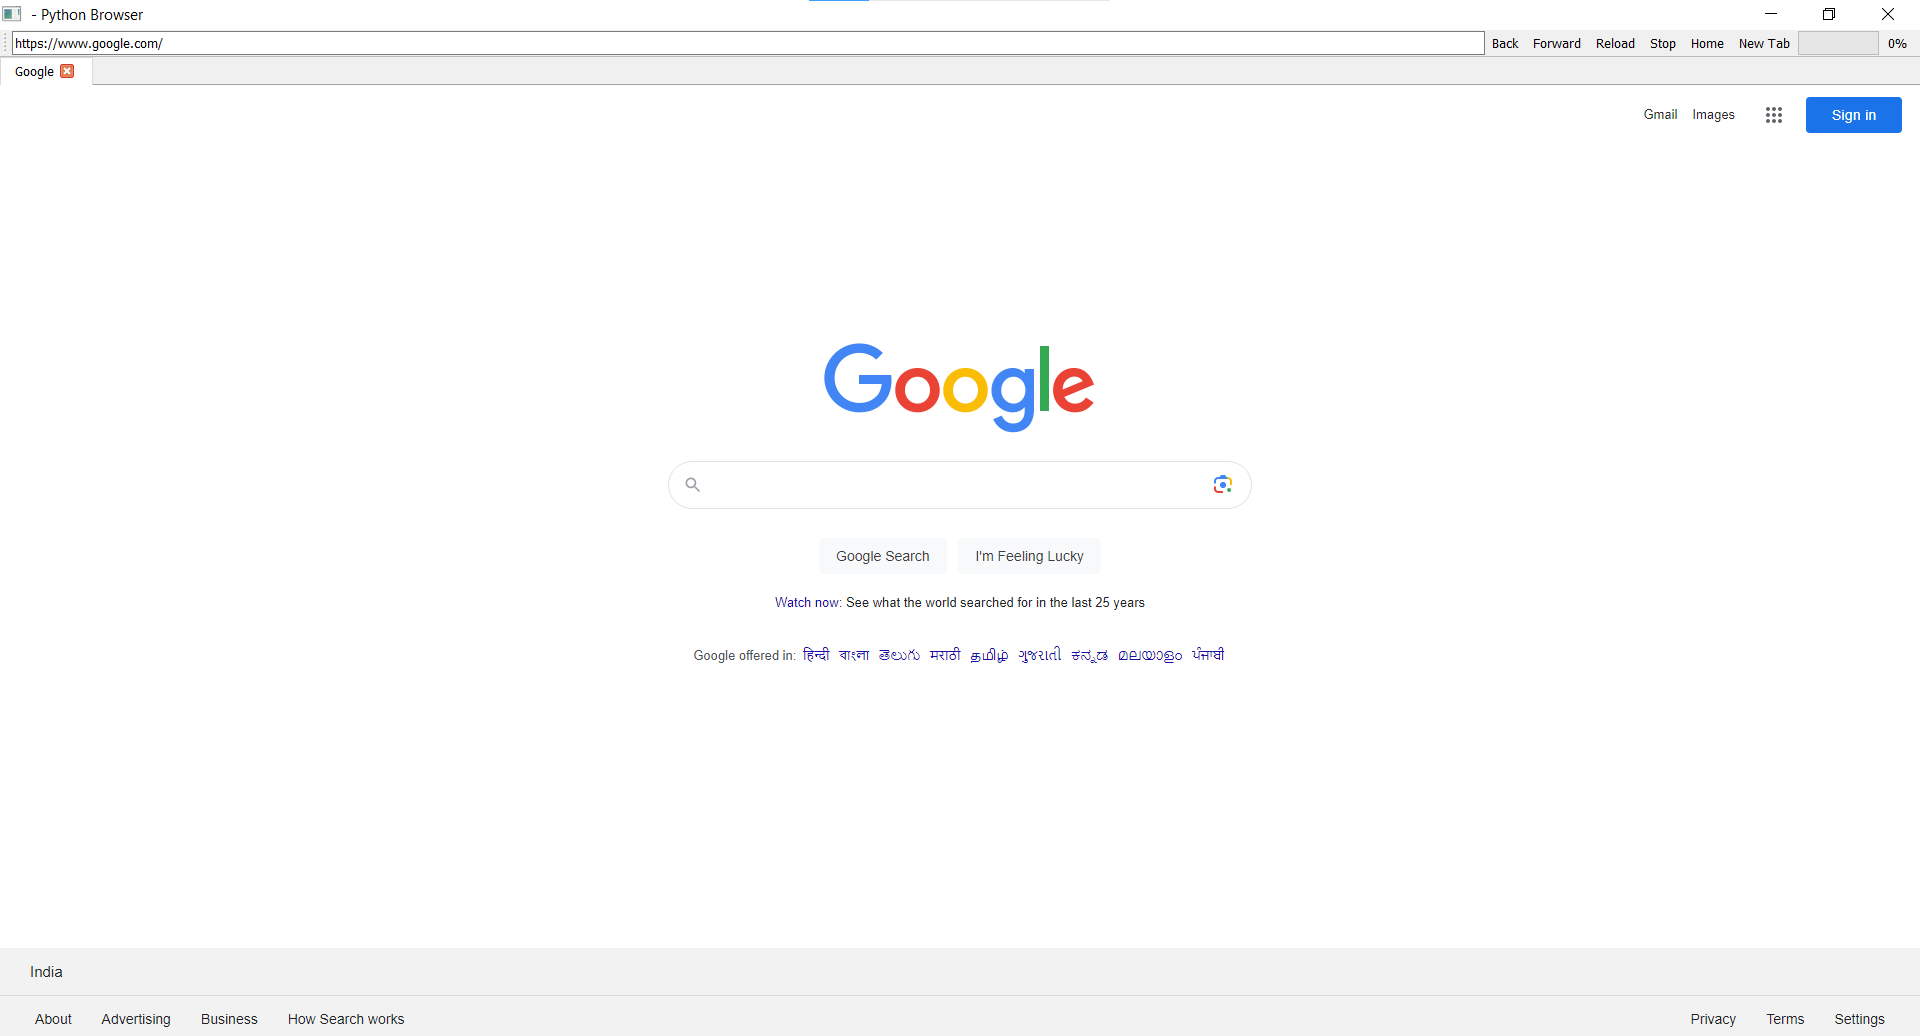 - Python Browser
https://www.google.com/ Back Forward Reload Stop Home New Tab 0%
Google
Gmail Images Sign in
Google
Google Search I'm Feeling Lucky
Watch now: See what the world searched for in the last 25 years
Google offered in: हिन्दी বাংলা తెలుగు मराठी தமிழ் ગુજરાતી ಕನ್ನಡ മലയാളം ਪੰਜਾਬੀ
India
About Advertising Business How Search works Privacy Terms Settings